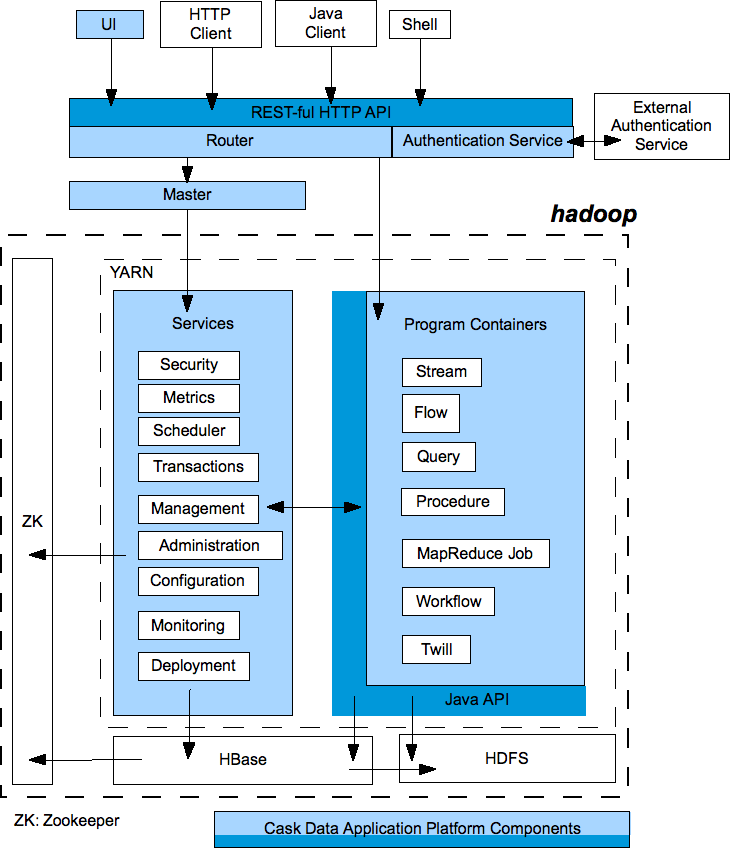 UI
HTTP
Client
Java
Client
Shell
REST-ful HTTP API
Router
Authentication Service
External
Authentication
Service
Master
hadoop
YARN
Services
Security
Metrics
Scheduler
Transactions
Management
Administration
Configuration
Monitoring
Deployment
Program Containers
Stream
Flow
Query
Procedure
MapReduce Job
Workflow
Twill
Java API
ZK
HBase
HDFS
ZK: Zookeeper
Cask Data Application Platform Components